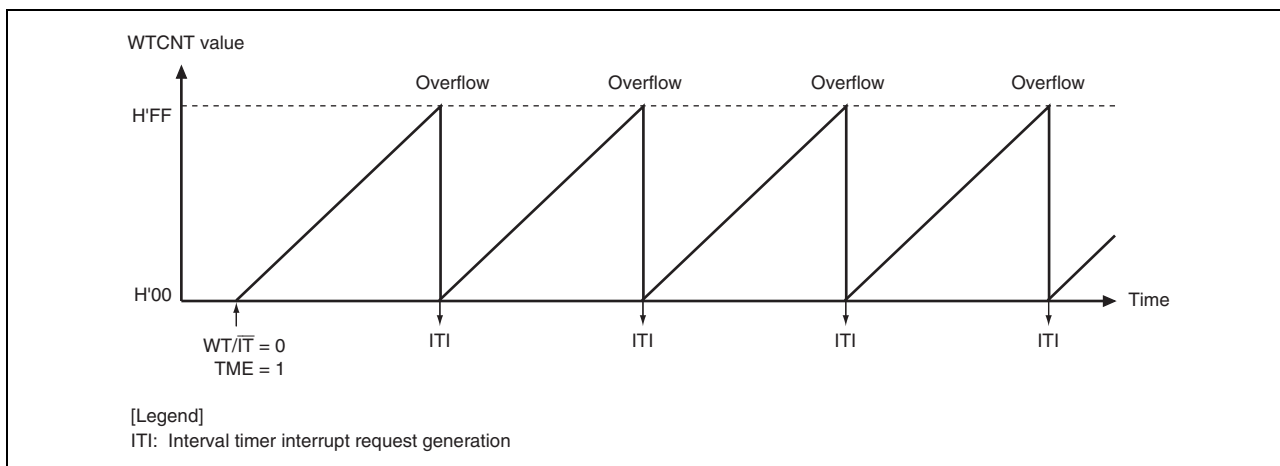 WTCNT value
Overflow Overflow Overflow Overflow
H'FF
H'00
Time
WT/I̅T̅ = 0
TME = 1
ITI ITI ITI ITI
[Legend]
ITI: Interval timer interrupt request generation